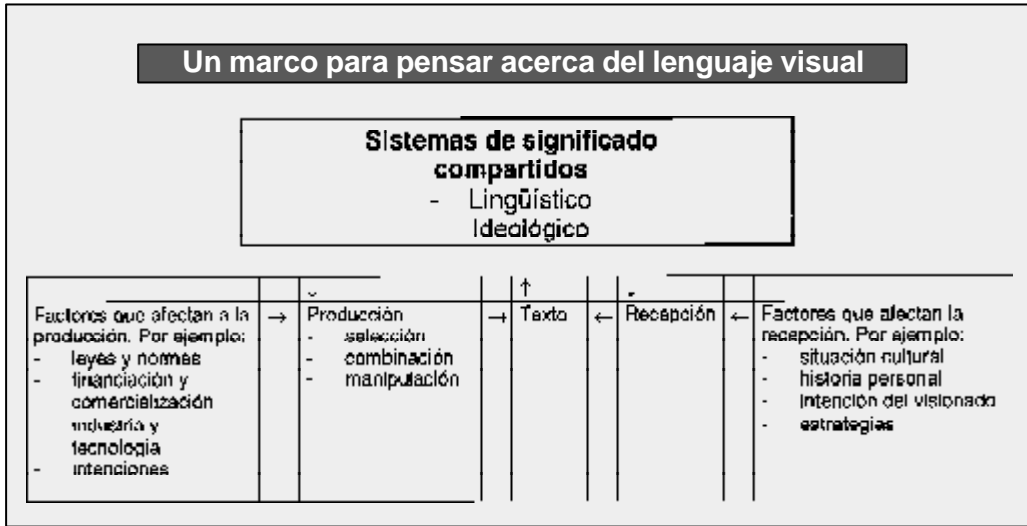 Un marco para pensar acerca del lenguaje visual
Sistemas de significado
compartidos
- Lingüístico
Ideológico
Factores que afectan a la
producción. Por ejemplo:
- leyes y normas
- financiación y
comercialización
industria y
tecnología
- intenciones
→
Producción
- selección
- combinación
- manipulación
→
↑
Texto
←
Recepción
←
Factores que afectan la
recepción. Por ejemplo:
- situación cultural
- historia personal
- intención del visionado
- estrategias